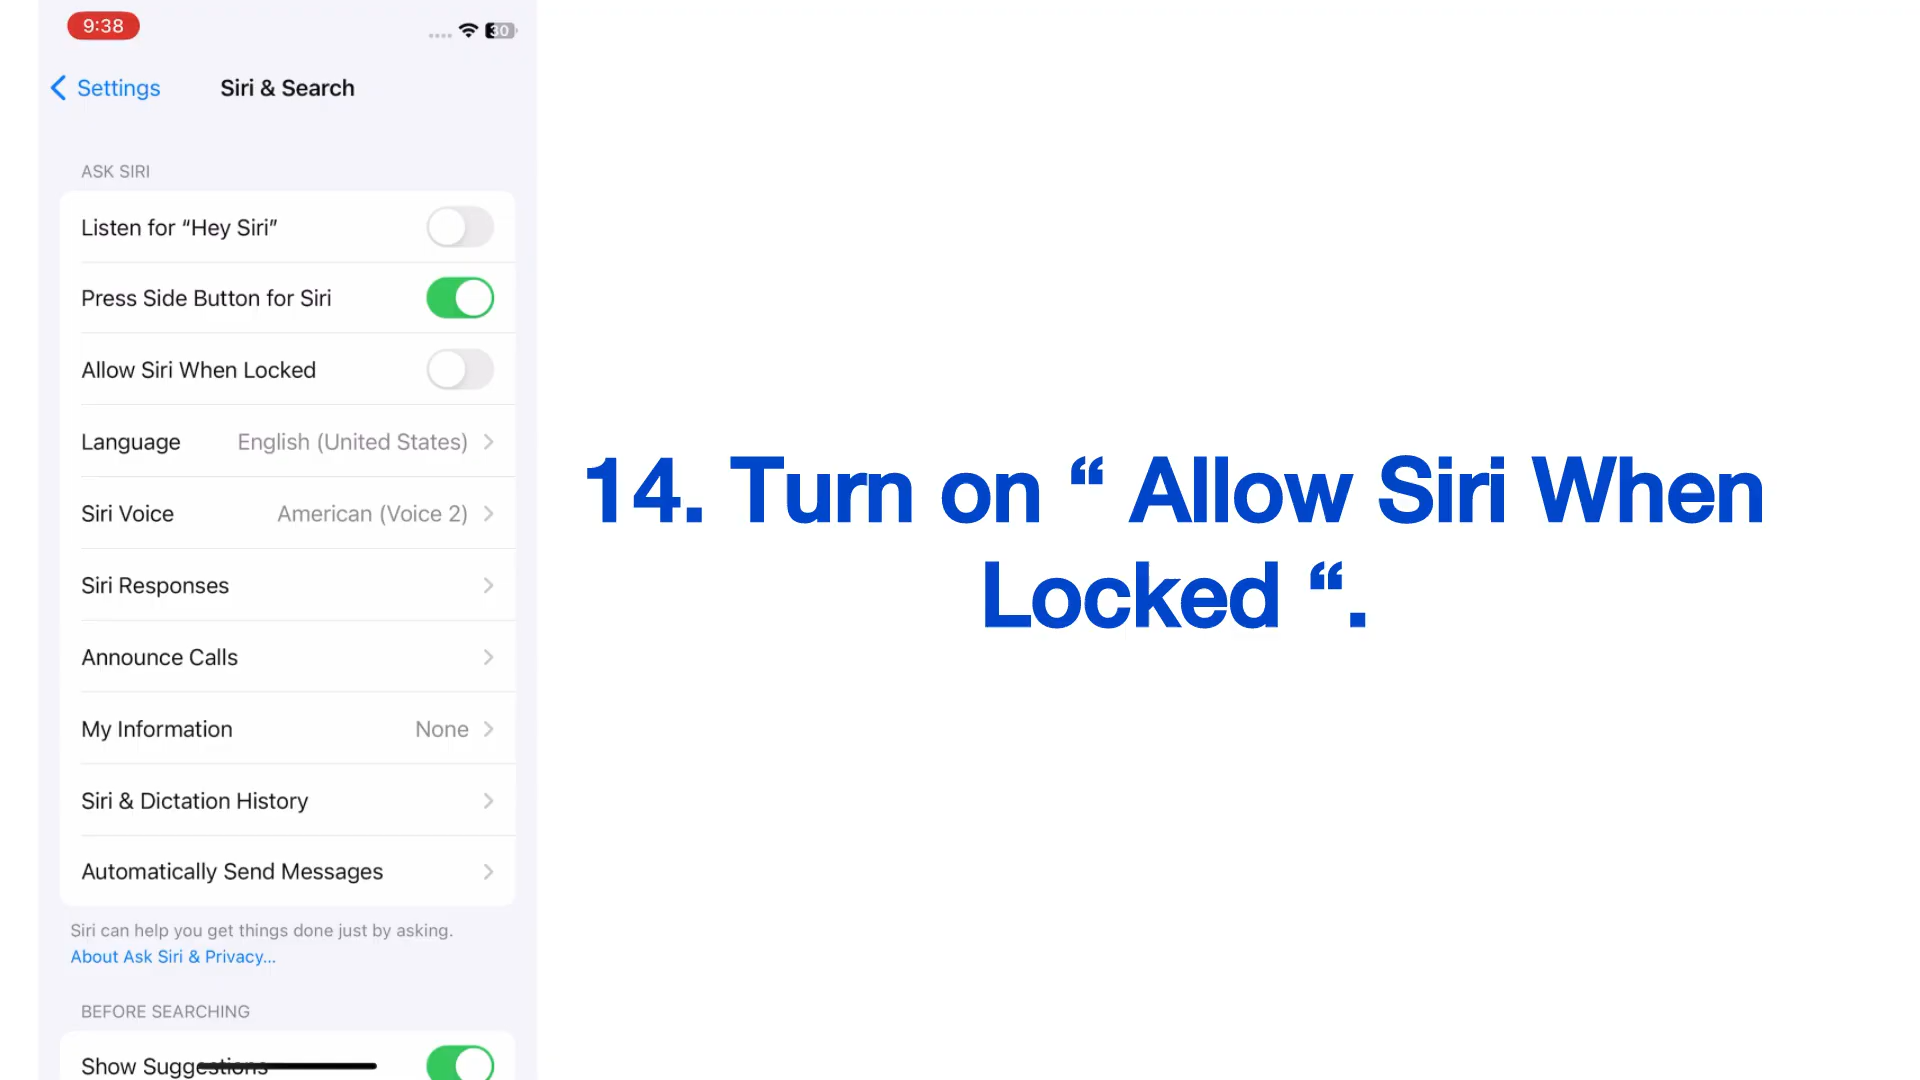 9:38
30
Settings
Siri & Search
ASK SIRI
Listen for “Hey Siri”
Press Side Button for Siri
Allow Siri When Locked
Language English (United States)
Siri Voice American (Voice 2)
Siri Responses
Announce Calls
My Information None
Siri & Dictation History
Automatically Send Messages
Siri can help you get things done just by asking.
About Ask Siri & Privacy...
BEFORE SEARCHING
Show Suggestions
14. Turn on “ Allow Siri When
Locked “.